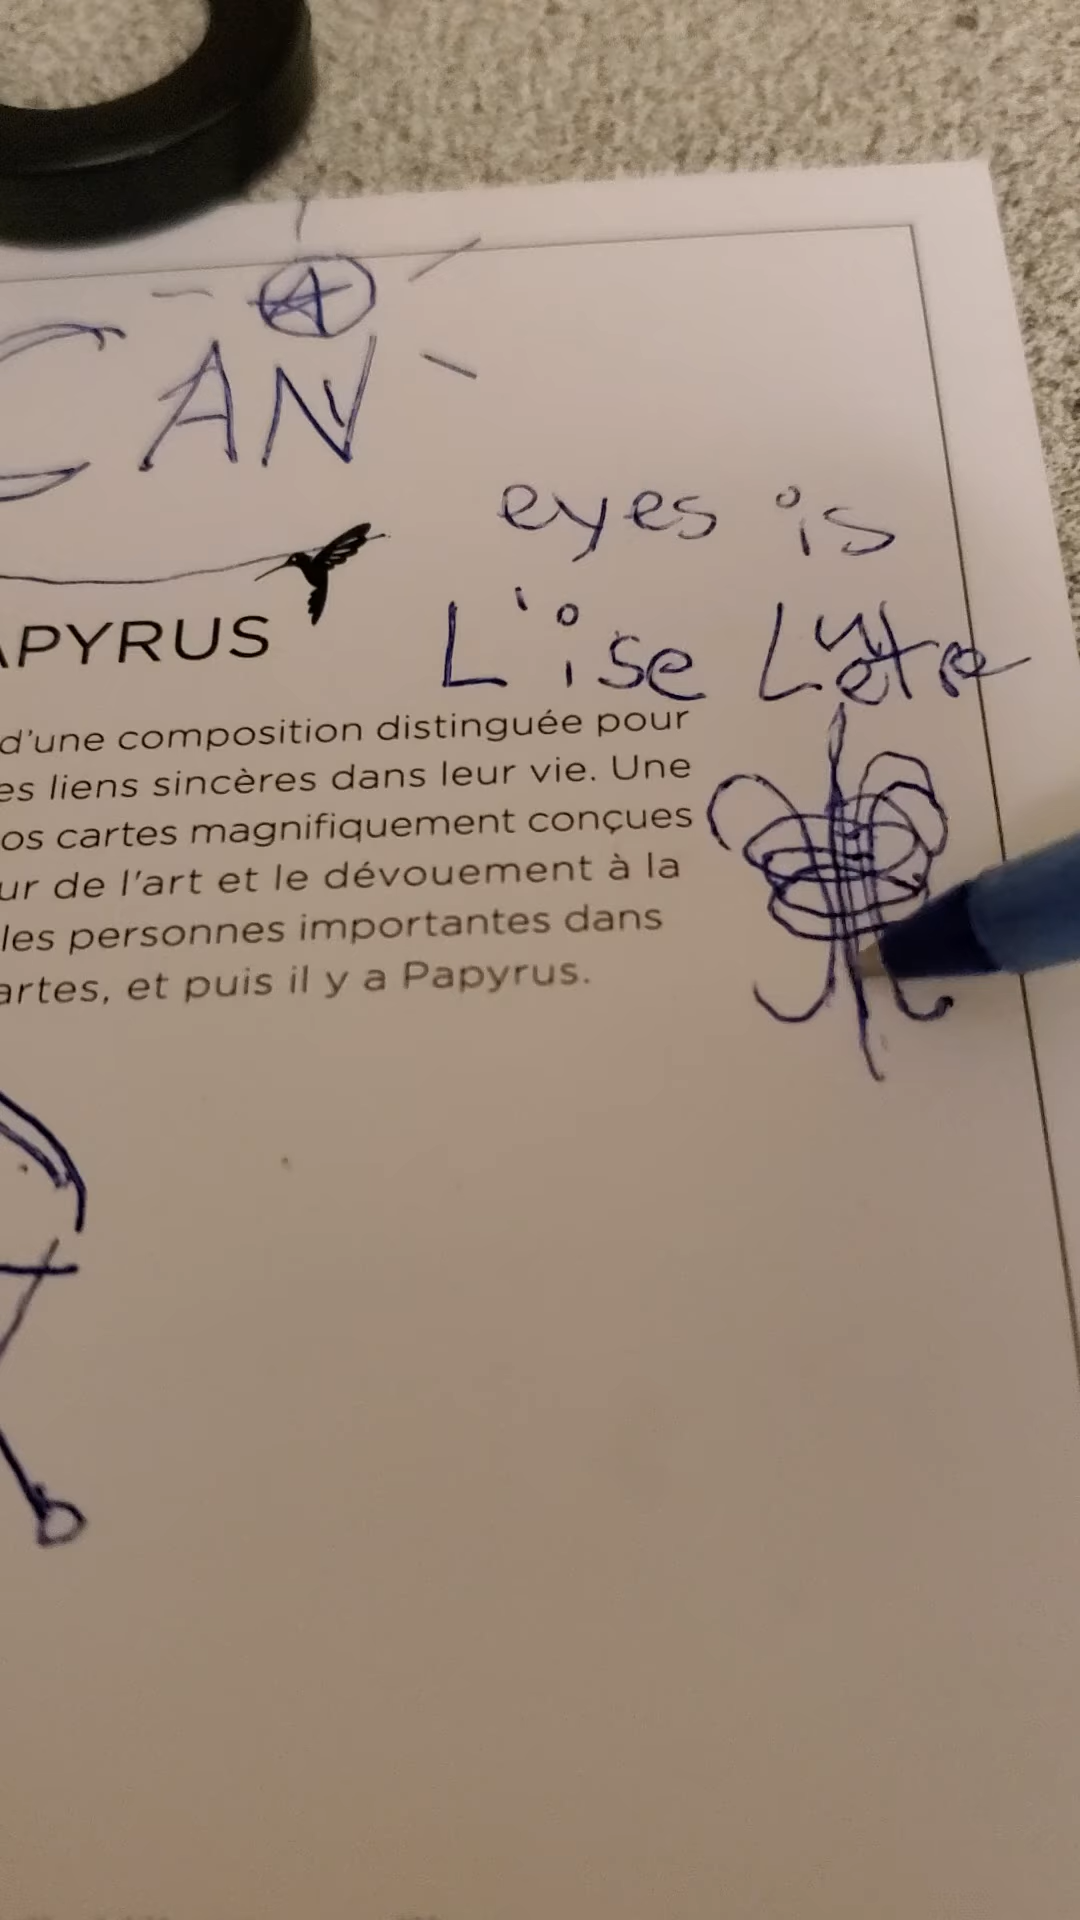 A
CAN
eyes is
L'ise
APYRUS
d'une composition distinguée pour
es liens sincères dans leur vie. Une
os cartes magnifiquement conçues
ur de l'art et le dévouement à la
les personnes importantes dans
artes, et puis il y a Papyrus.